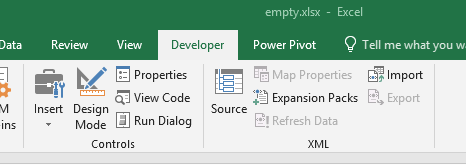 empty.xlsx - Excel
Data Review View Developer Power Pivot Tell me what you
Properties Map Properties Import
View Code Expansion Packs Export
Insert Design Mode Run Dialog Source Refresh Data
Controls XML